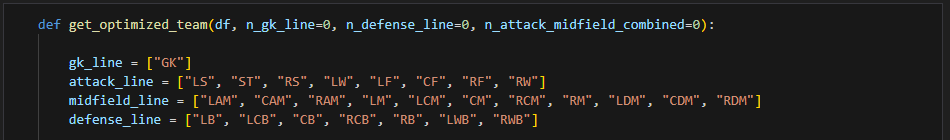 def get_optimized_team(df, n_gk_line=0, n_defense_line=0, n_attack_midfield_combined=0):
gk_line = ["GK"]
attack_line = ["LS", "ST", "RS", "LW", "LF", "CF", "RF", "RW"]
midfield_line = ["LAM", "CAM", "RAM", "LM", "LCM", "CM", "RCM", "RM", "LDM", "CDM", "RDM"]
defense_line = ["LB", "LCB", "CB", "RCB", "RB", "LWB", "RWB"]